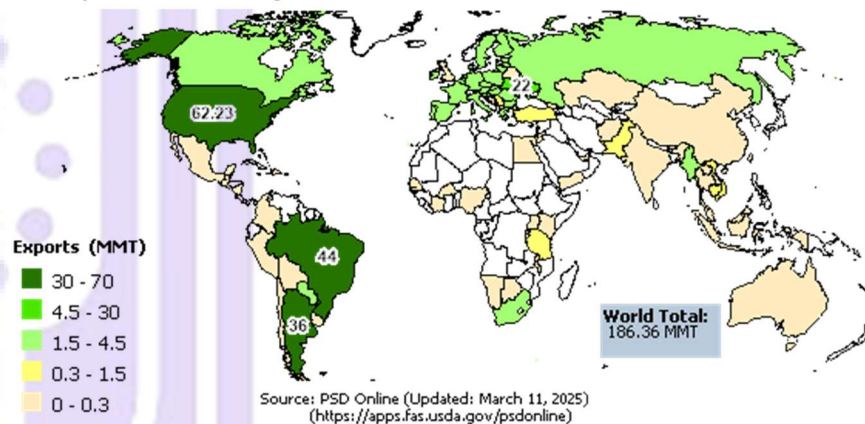 22
62.23
44
36
Exports (MMT)
30 - 70
4.5 - 30
1.5 - 4.5
0.3 - 1.5
0 - 0.3
World Total:
186.36 MMT
Source: PSD Online (Updated: March 11, 2025)
(https://apps.fas.usda.gov/psdonline)